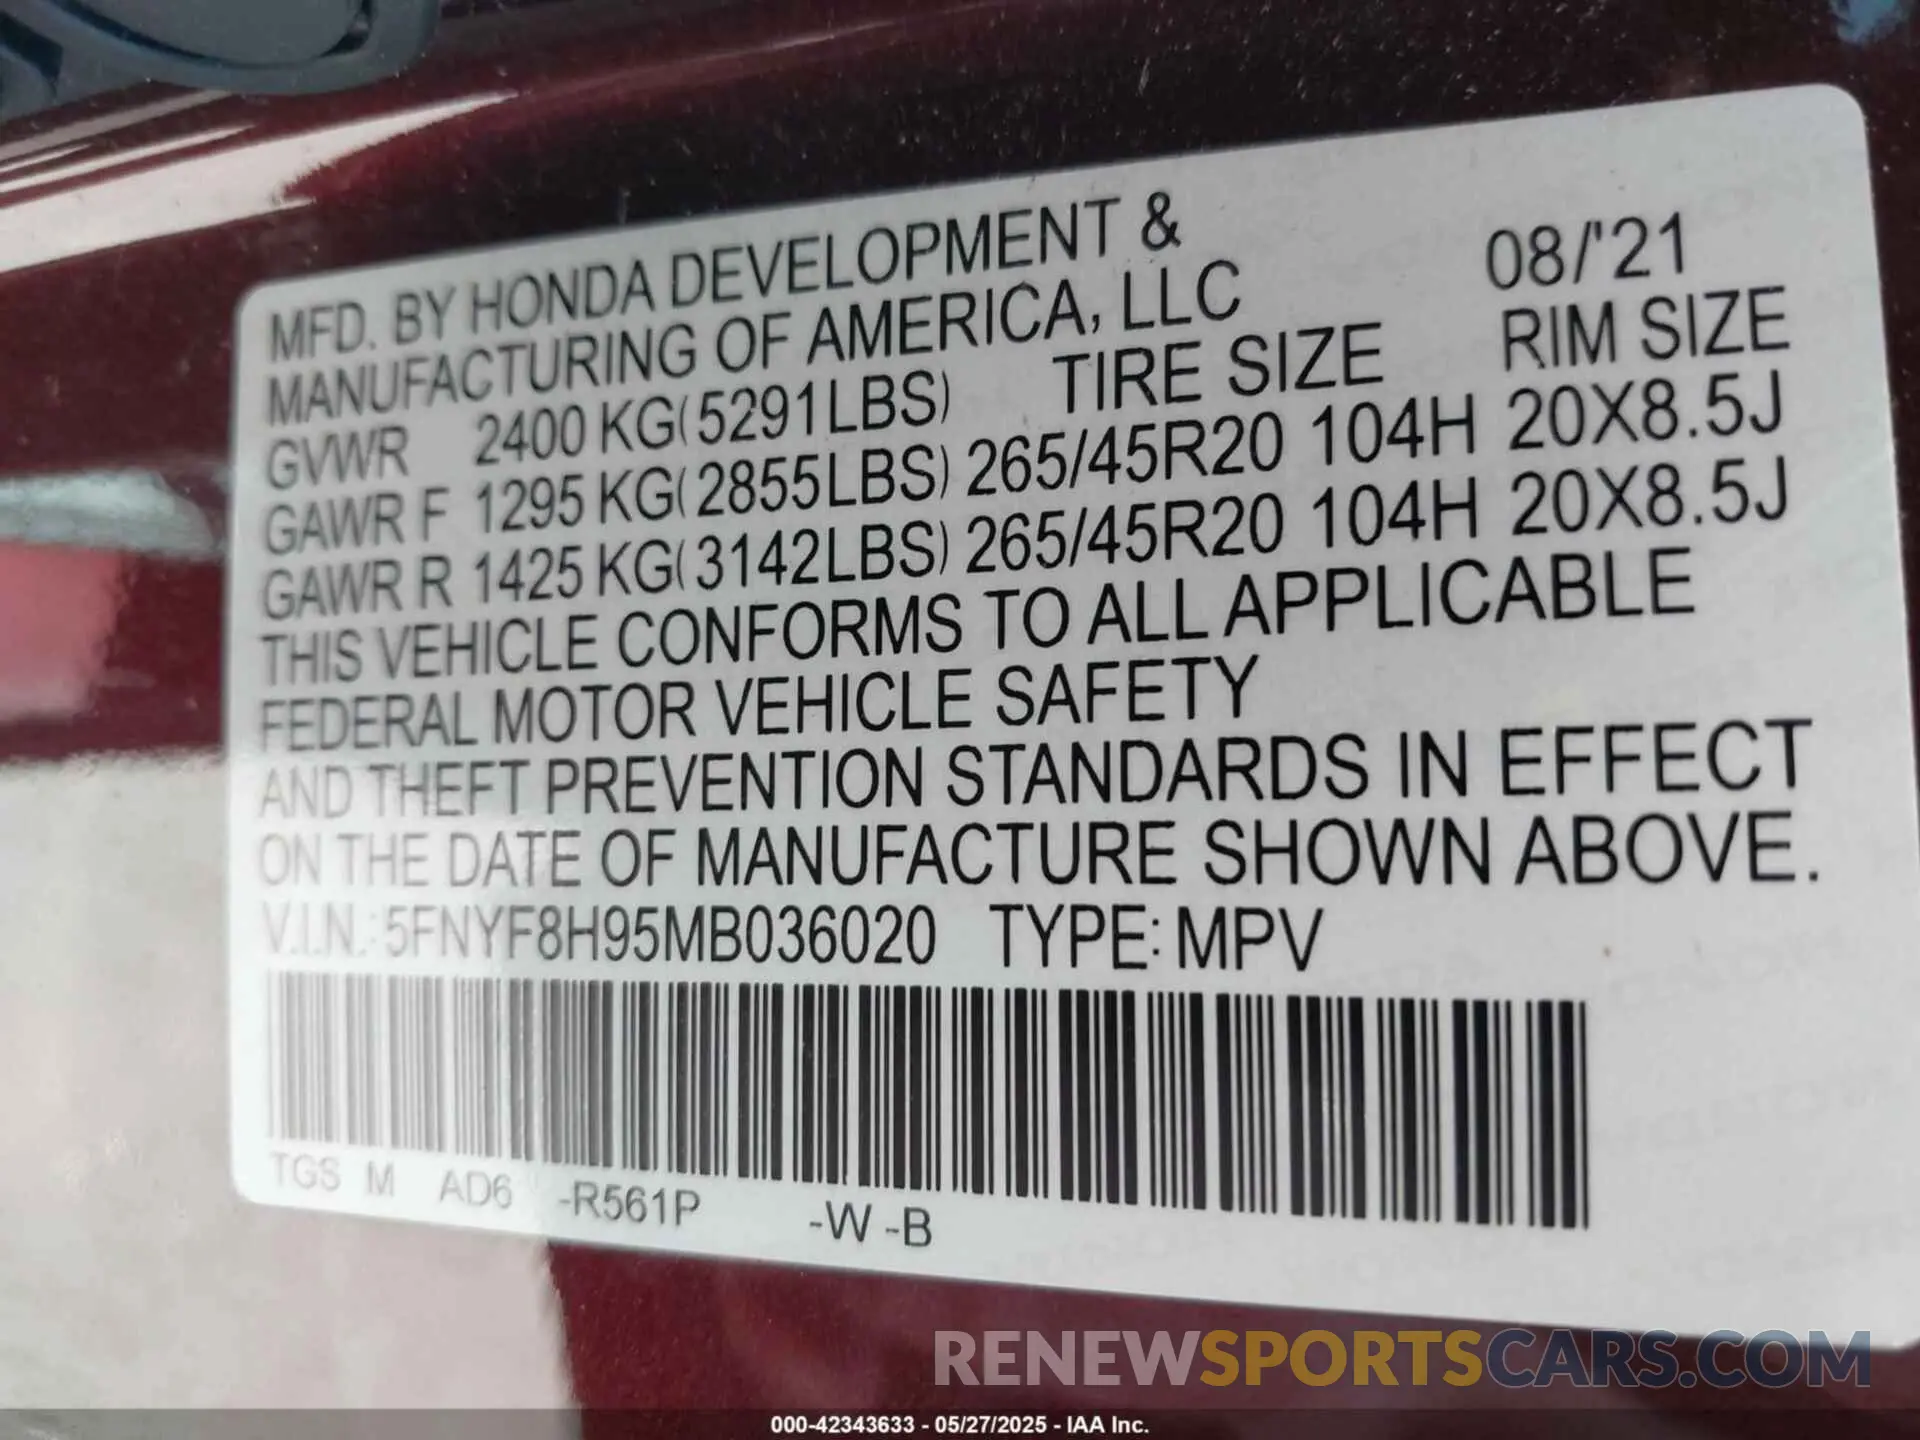 MFD. BY HONDA DEVELOPMENT &
MANUFACTURING OF AMERICA, LLC 08/'21
GVWR 2400 KG(5291LBS) TIRE SIZE RIM SIZE
GAWR F 1295 KG(2855LBS) 265/45R20 104H 20X8.5J
GAWR R 1425 KG(3142LBS) 265/45R20 104H 20X8.5J
THIS VEHICLE CONFORMS TO ALL APPLICABLE
FEDERAL MOTOR VEHICLE SAFETY
AND THEFT PREVENTION STANDARDS IN EFFECT
ON THE DATE OF MANUFACTURE SHOWN ABOVE.
V.I.N.: 5FNYF8H95MB036020 TYPE: MPV
TGS M AD6 -R561P -W -B
RENEWSPORTSCARS.COM
000-42343633 - 05/27/2025 - IAA Inc.